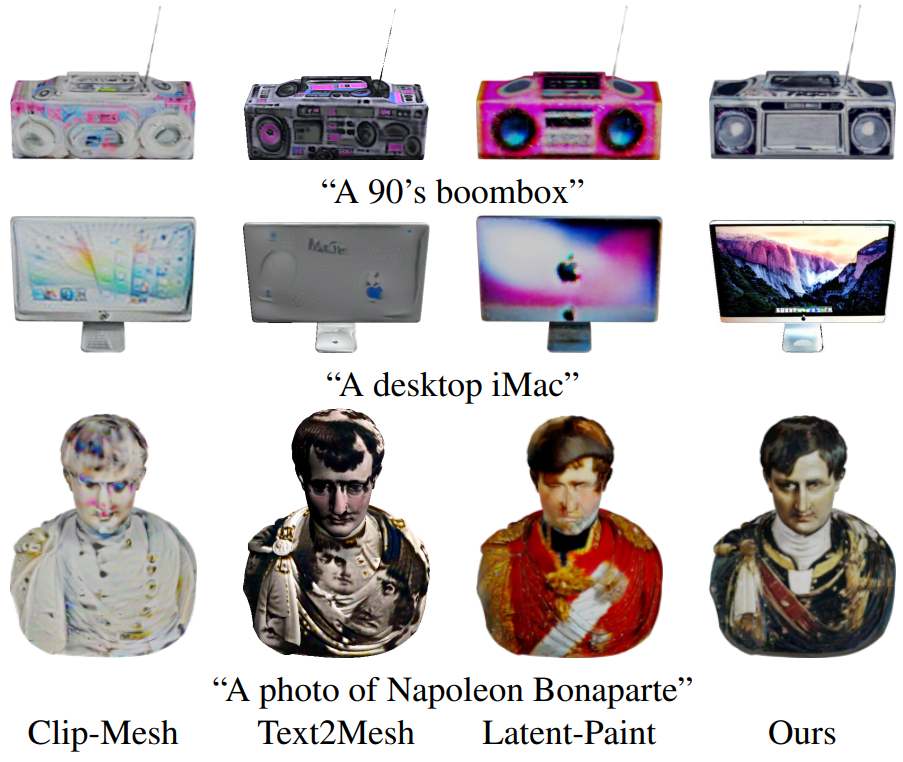 “A 90’s boombox”
“A desktop iMac”
“A photo of Napoleon Bonaparte”
Clip-Mesh Text2Mesh Latent-Paint Ours